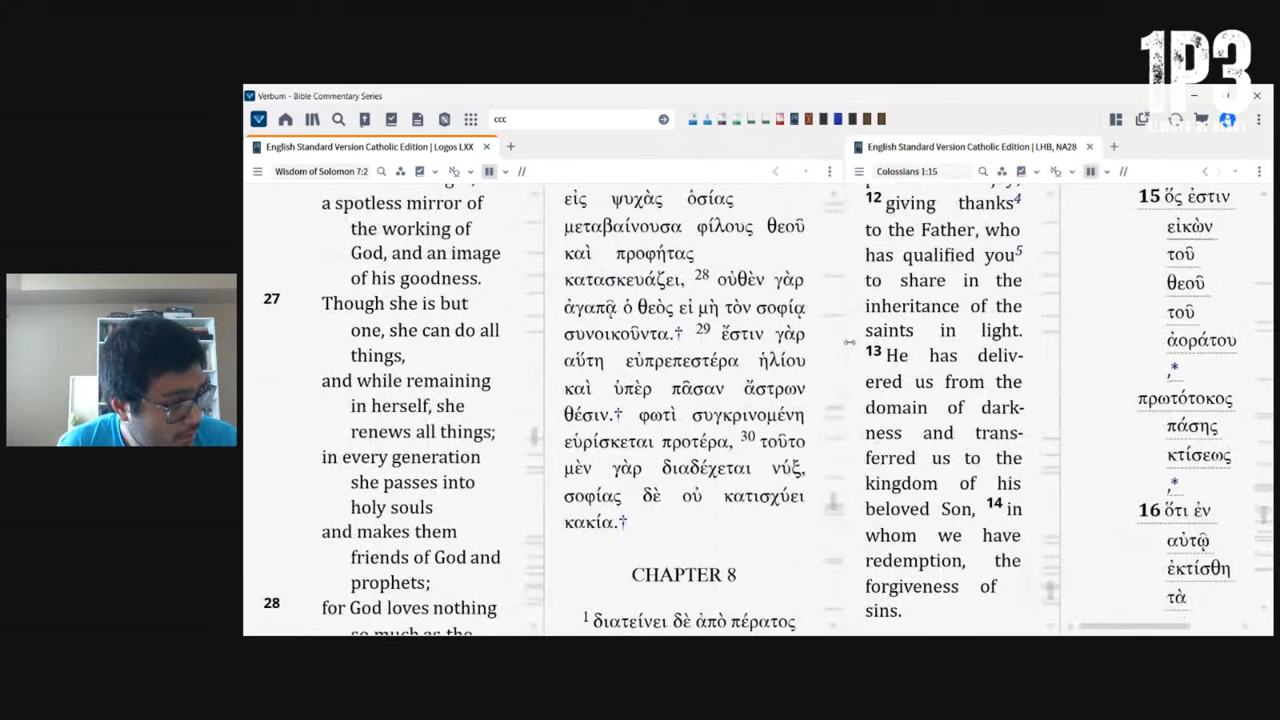 1P3
ALWAYS BE READY
Verbum - Bible Commentary Series
ccc
English Standard Version Catholic Edition | Logos LXX
English Standard Version Catholic Edition | LHB, NA28
Wisdom of Solomon 7:2
Colossians 1:15
a spotless mirror of
the working of
God, and an image
of his goodness.
27 Though she is but
one, she can do all
things,
and while remaining
in herself, she
renews all things;
in every generation
she passes into
holy souls
and makes them
friends of God and
prophets;
28 for God loves nothing
so much as the
εἰς ψυχὰς ὁσίας
μεταβαίνουσα φίλους θεοῦ
καὶ προφήτας
κατασκευάζει, 28 οὐθὲν γὰρ
ἀγαπᾷ ὁ θεὸς εἰ μὴ τὸν σοφίᾳ
συνοικοῦντα.† 29 ἔστιν γὰρ
αὕτη εὐπρεπεστέρα ἡλίου
καὶ ὑπὲρ πᾶσαν ἄστρων
θέσιν.† φωτὶ συγκρινομένη
εὑρίσκεται προτέρα, 30 τοῦτο
μὲν γὰρ διαδέχεται νύξ,
σοφίας δὲ οὐ κατισχύει
κακία.†
CHAPTER 8
1 διατείνει δὲ ἀπὸ πέρατος
12 giving thanks4
to the Father, who
has qualified you5
to share in the
inheritance of the
saints in light.
13 He has deliv-
ered us from the
domain of dark-
ness and trans-
ferred us to the
kingdom of his
beloved Son, 14 in
whom we have
redemption, the
forgiveness of
sins.
15 ὅς ἐστιν
εἰκὼν
τοῦ
θεοῦ
τοῦ
ἀοράτου
,*
πρωτότοκος
πάσης
κτίσεως
,*
16 ὅτι ἐν
αὐτῷ
ἐκτίσθη
τὰ